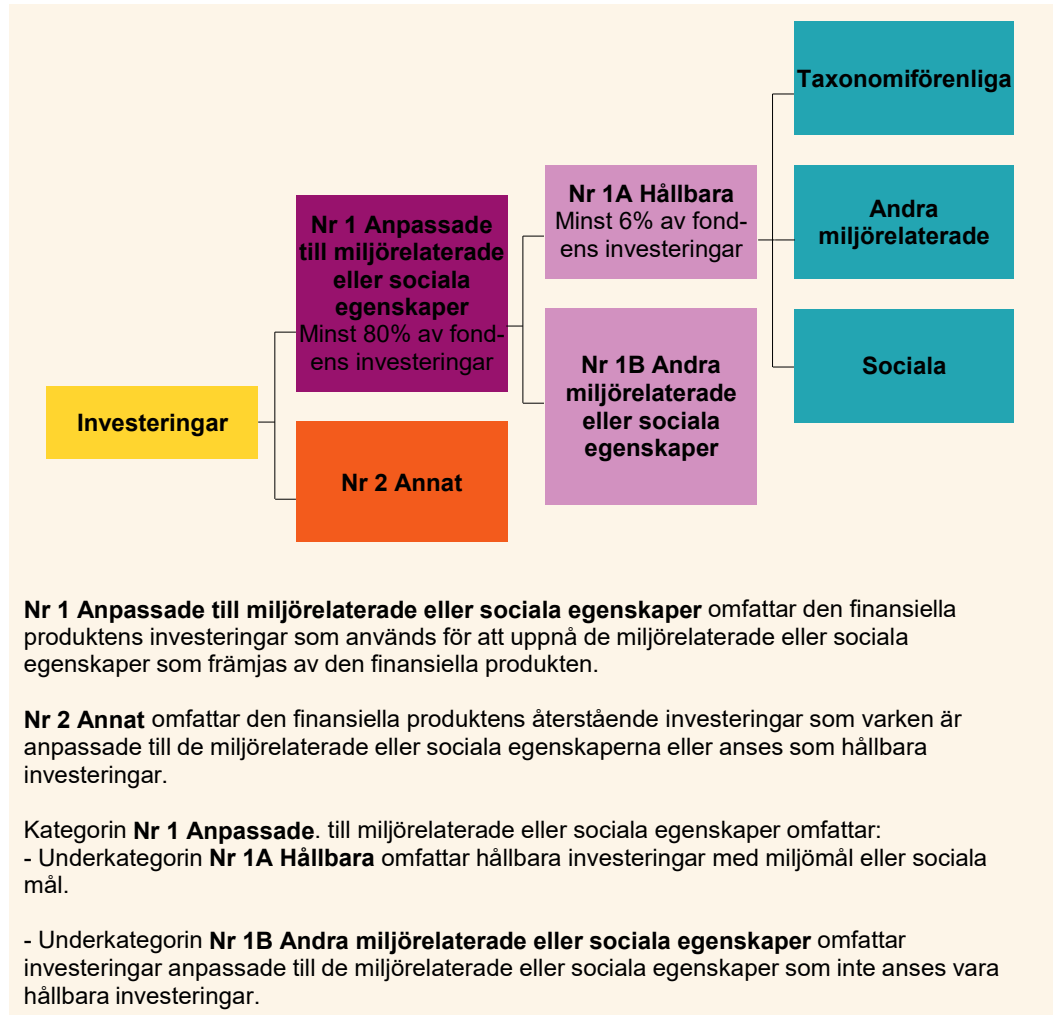 Taxonomiförenliga
Nr 1A Hållbara
Minst 6% av fond-
ens investeringar
Andra
miljörelaterade
Nr 1 Anpassade
till miljörelaterade
eller sociala
egenskaper
Minst 80% av fond-
ens investeringar
Nr 1B Andra
miljörelaterade
eller sociala
egenskaper
Sociala
Investeringar
Nr 2 Annat
Nr 1 Anpassade till miljörelaterade eller sociala egenskaper omfattar den finansiella
produktens investeringar som används för att uppnå de miljörelaterade eller sociala
egenskaper som främjas av den finansiella produkten.
Nr 2 Annat omfattar den finansiella produktens återstående investeringar som varken är
anpassade till de miljörelaterade eller sociala egenskaperna eller anses som hållbara
investeringar.
Kategorin Nr 1 Anpassade. till miljörelaterade eller sociala egenskaper omfattar:
- Underkategorin Nr 1A Hållbara omfattar hållbara investeringar med miljömål eller sociala
mål.
- Underkategorin Nr 1B Andra miljörelaterade eller sociala egenskaper omfattar
investeringar anpassade till de miljörelaterade eller sociala egenskaper som inte anses vara
hållbara investeringar.